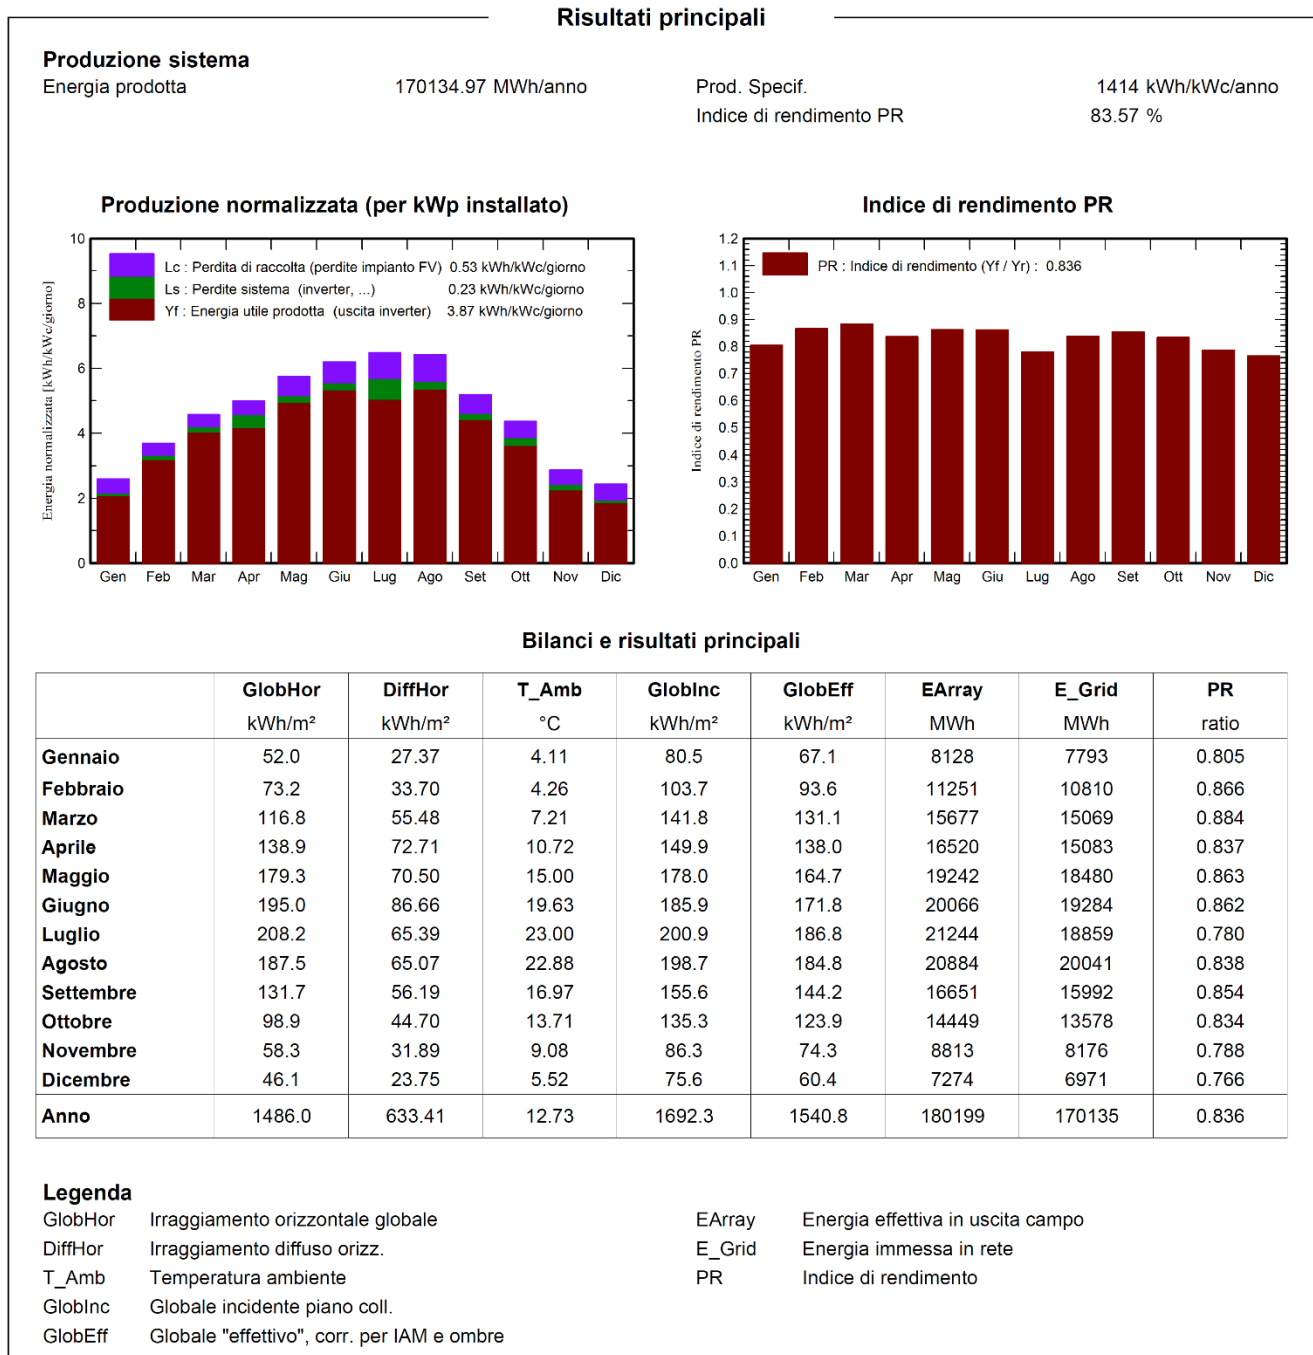 Risultati principali
Produzione sistema
Energia prodotta 170134.97 MWh/anno Prod. Specif. 1414 kWh/kWc/anno
Indice di rendimento PR 83.57 %
Produzione normalizzata (per kWp installato)
10
8
6
4
2
0
Energia normalizzata [kWh/kWc/giorno]
Lc : Perdita di raccolta (perdite impianto FV) 0.53 kWh/kWc/giorno
Ls : Perdite sistema (inverter, ...) 0.23 kWh/kWc/giorno
Yf : Energia utile prodotta (uscita inverter) 3.87 kWh/kWc/giorno
Gen Feb Mar Apr Mag Giu Lug Ago Set Ott Nov Dic
Indice di rendimento PR
1.2
1.1
1.0
0.9
0.8
0.7
0.6
0.5
0.4
0.3
0.2
0.1
0.0
Indice di rendimento PR
PR : Indice di rendimento (Yf / Yr) : 0.836
Gen Feb Mar Apr Mag Giu Lug Ago Set Ott Nov Dic
Bilanci e risultati principali
GlobHor DiffHor T_Amb GlobInc GlobEff EArray E_Grid PR
kWh/m² kWh/m² °C kWh/m² kWh/m² MWh MWh ratio
Gennaio 52.0 27.37 4.11 80.5 67.1 8128 7793 0.805
Febbraio 73.2 33.70 4.26 103.7 93.6 11251 10810 0.866
Marzo 116.8 55.48 7.21 141.8 131.1 15677 15069 0.884
Aprile 138.9 72.71 10.72 149.9 138.0 16520 15083 0.837
Maggio 179.3 70.50 15.00 178.0 164.7 19242 18480 0.863
Giugno 195.0 86.66 19.63 185.9 171.8 20066 19284 0.862
Luglio 208.2 65.39 23.00 200.9 186.8 21244 18859 0.780
Agosto 187.5 65.07 22.88 198.7 184.8 20884 20041 0.838
Settembre 131.7 56.19 16.97 155.6 144.2 16651 15992 0.854
Ottobre 98.9 44.70 13.71 135.3 123.9 14449 13578 0.834
Novembre 58.3 31.89 9.08 86.3 74.3 8813 8176 0.788
Dicembre 46.1 23.75 5.52 75.6 60.4 7274 6971 0.766
Anno 1486.0 633.41 12.73 1692.3 1540.8 180199 170135 0.836
Legenda
GlobHor Irraggiamento orizzontale globale
DiffHor Irraggiamento diffuso orizz.
T_Amb Temperatura ambiente
GlobInc Globale incidente piano coll.
GlobEff Globale "effettivo", corr. per IAM e ombre
EArray Energia effettiva in uscita campo
E_Grid Energia immessa in rete
PR Indice di rendimento